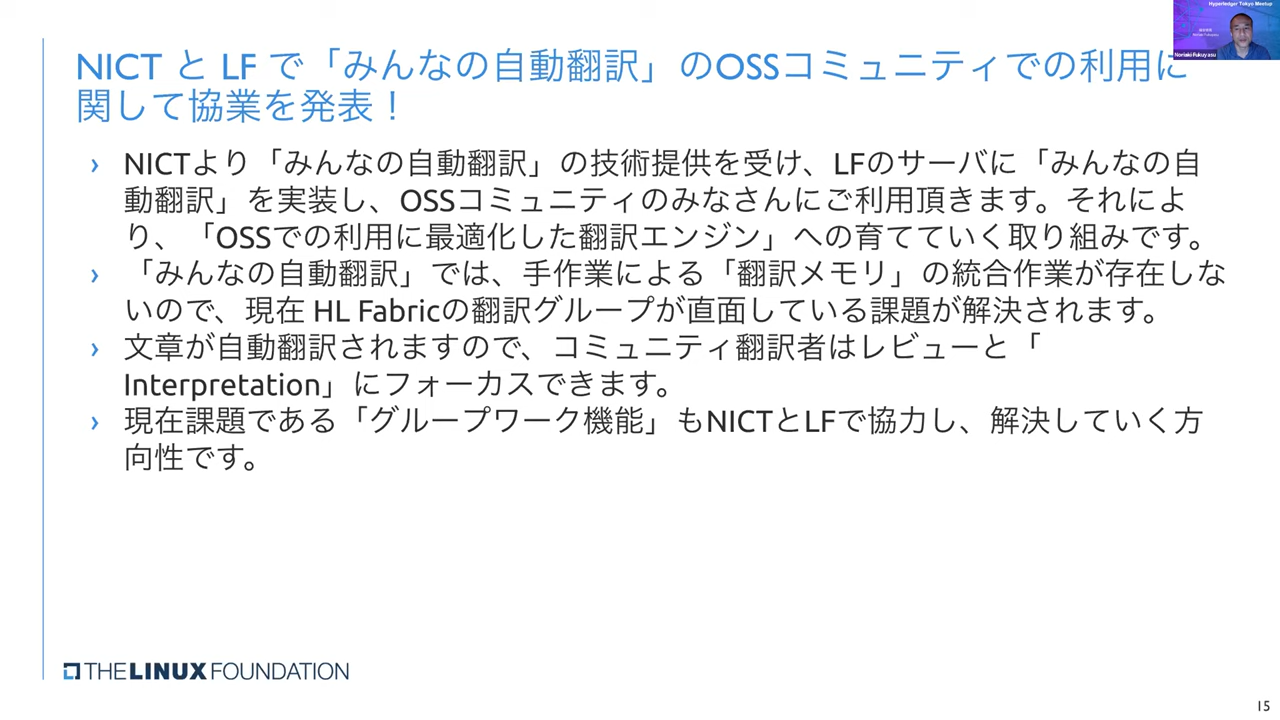 Hyperledger Tokyo Meetup
Noriaki Fukuyasu
NICT と LF で「みんなの自動翻訳」のOSSコミュニティでの利用に
関して協業を発表！
› NICTより「みんなの自動翻訳」の技術提供を受け、LFのサーバに「みんなの自
動翻訳」を実装し、OSSコミュニティのみなさんにご利用頂きます。それによ
り、「OSSでの利用に最適化した翻訳エンジン」への育てていく取り組みです。
› 「みんなの自動翻訳」では、手作業による「翻訳メモリ」の統合作業が存在しな
いので、現在 HL Fabricの翻訳グループが直面している課題が解決されます。
› 文章が自動翻訳されますので、コミュニティ翻訳者はレビューと「
Interpretation」にフォーカスできます。
› 現在課題である「グループワーク機能」もNICTとLFで協力し、解決していく方
向性です。
THE LINUX FOUNDATION
15